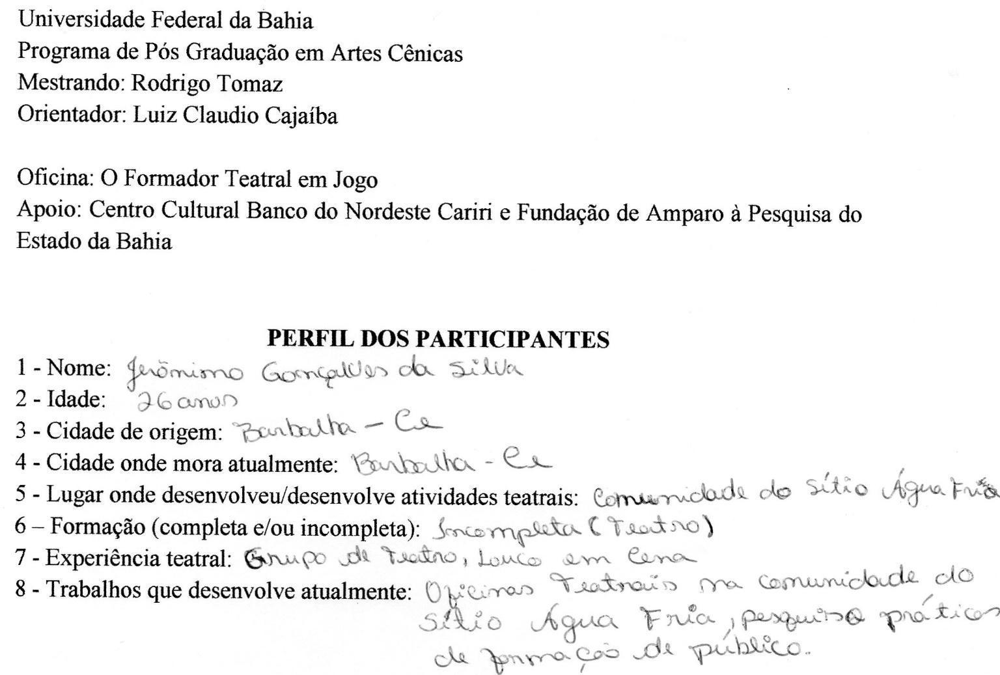 Universidade Federal da Bahia
Programa de Pós Graduação em Artes Cênicas
Mestrando: Rodrigo Tomaz
Orientador: Luiz Claudio Cajaíba
Oficina: O Formador Teatral em Jogo
Apoio: Centro Cultural Banco do Nordeste Cariri e Fundação de Amparo à Pesquisa do
Estado da Bahia
PERFIL DOS PARTICIPANTES
1 - Nome: Jerônimo Gonçalves da Silva
2 - Idade: 26 anos
3 - Cidade de origem: Barbalha - Ce
4 - Cidade onde mora atualmente: Barbalha - Ce
5 - Lugar onde desenvolveu/desenvolve atividades teatrais: Comunidade do Sítio Água Fria
6 – Formação (completa e/ou incompleta): Incompleta (Teatro)
7 - Experiência teatral: Grupo de Teatro, Louco em Cena
8 - Trabalhos que desenvolve atualmente: Oficinas Teatrais na comunidade do
Sítio Água Fria, pesquisa práticas
de formação de público.